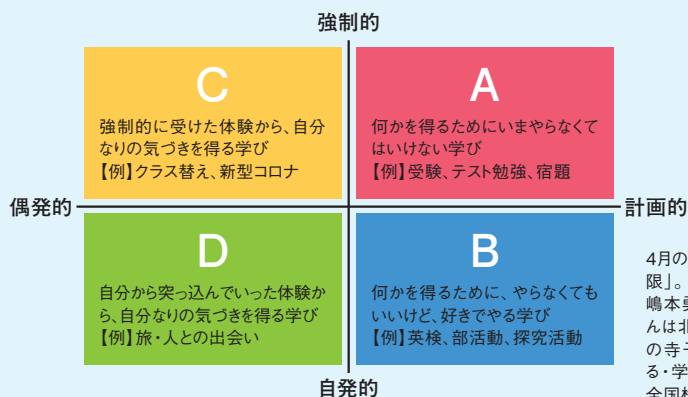 強制的
C
強制的に受けた体験から、自分
なりの気づきを得る学び
【例】クラス替え、新型コロナ
A
何かを得るためにいまやらなくて
はいけない学び
【例】受験、テスト勉強、宿題
偶発的
計画的
D
自分から突っ込んでいった体験か
ら、自分なりの気づきを得る学び
【例】旅・人との出会い
B
何かを得るために、やらなくても
いいけど、好きでやる学び
【例】英検、部活動、探究活動
自発的
4月の
限」。
嶋本勇
んは北
の寺子
る・学
全国枠